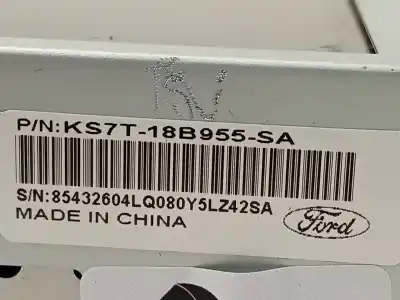 P/N:KS7T-18B955-SA
S/N:85432604LQ080Y5LZ42SA
MADE IN CHINA
Ford